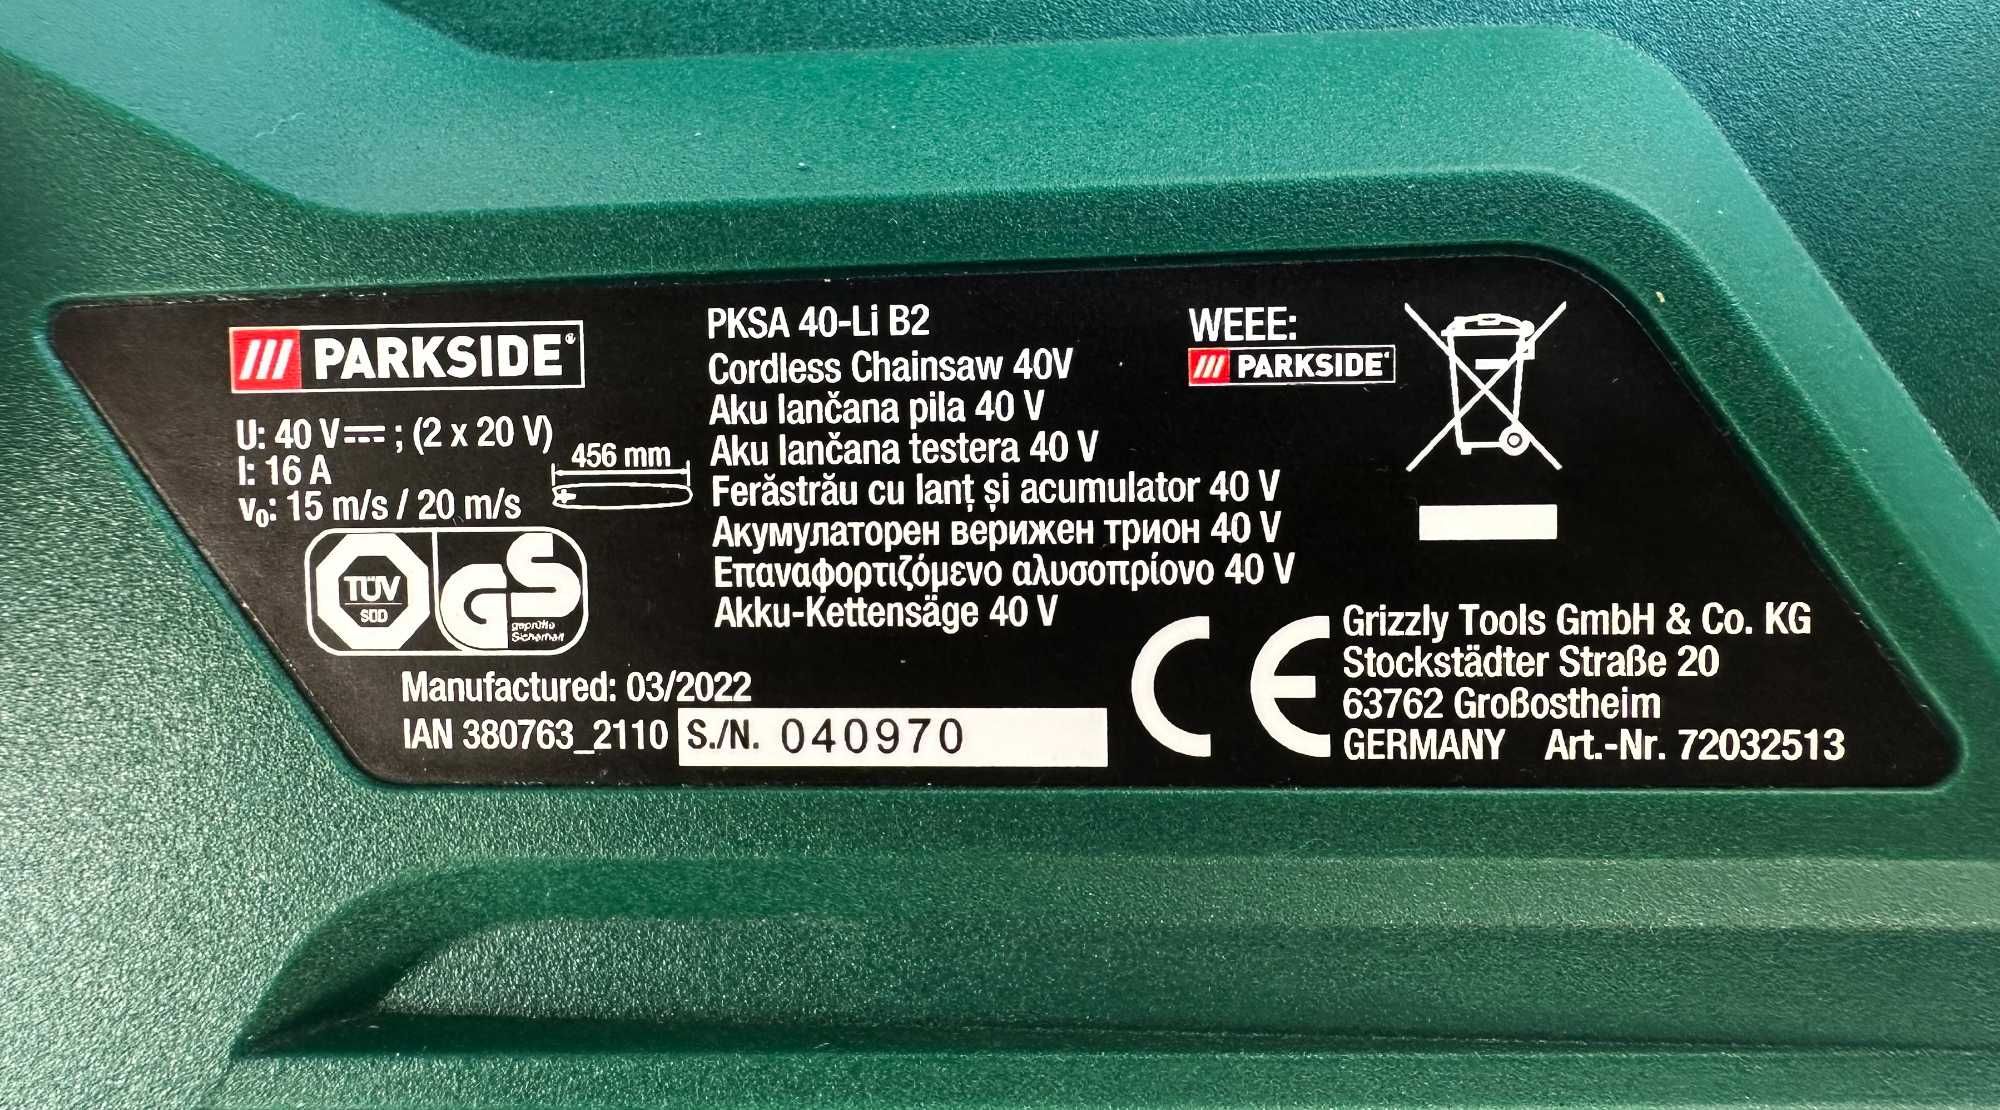 PARKSIDE®
U: 40 V⎓ ; (2 x 20 V)
I: 16 A
v₀: 15 m/s / 20 m/s
456 mm
TÜV
SÜD
GS
geprüfte
Sicherheit
PKSA 40-Li B2
Cordless Chainsaw 40V
Aku lančana pila 40 V
Aku lančana testera 40 V
Ferăstrău cu lanț și acumulator 40 V
Акумулаторен верижен трион 40 V
Επαναφορτιζόμενο αλυσοπρίονο 40 V
Akku-Kettensäge 40 V
Manufactured: 03/2022
IAN 380763_2110
S./N. 040970
WEEE:
PARKSIDE®
CE
Grizzly Tools GmbH & Co. KG
Stockstädter Straße 20
63762 Großostheim
GERMANY Art.-Nr. 72032513